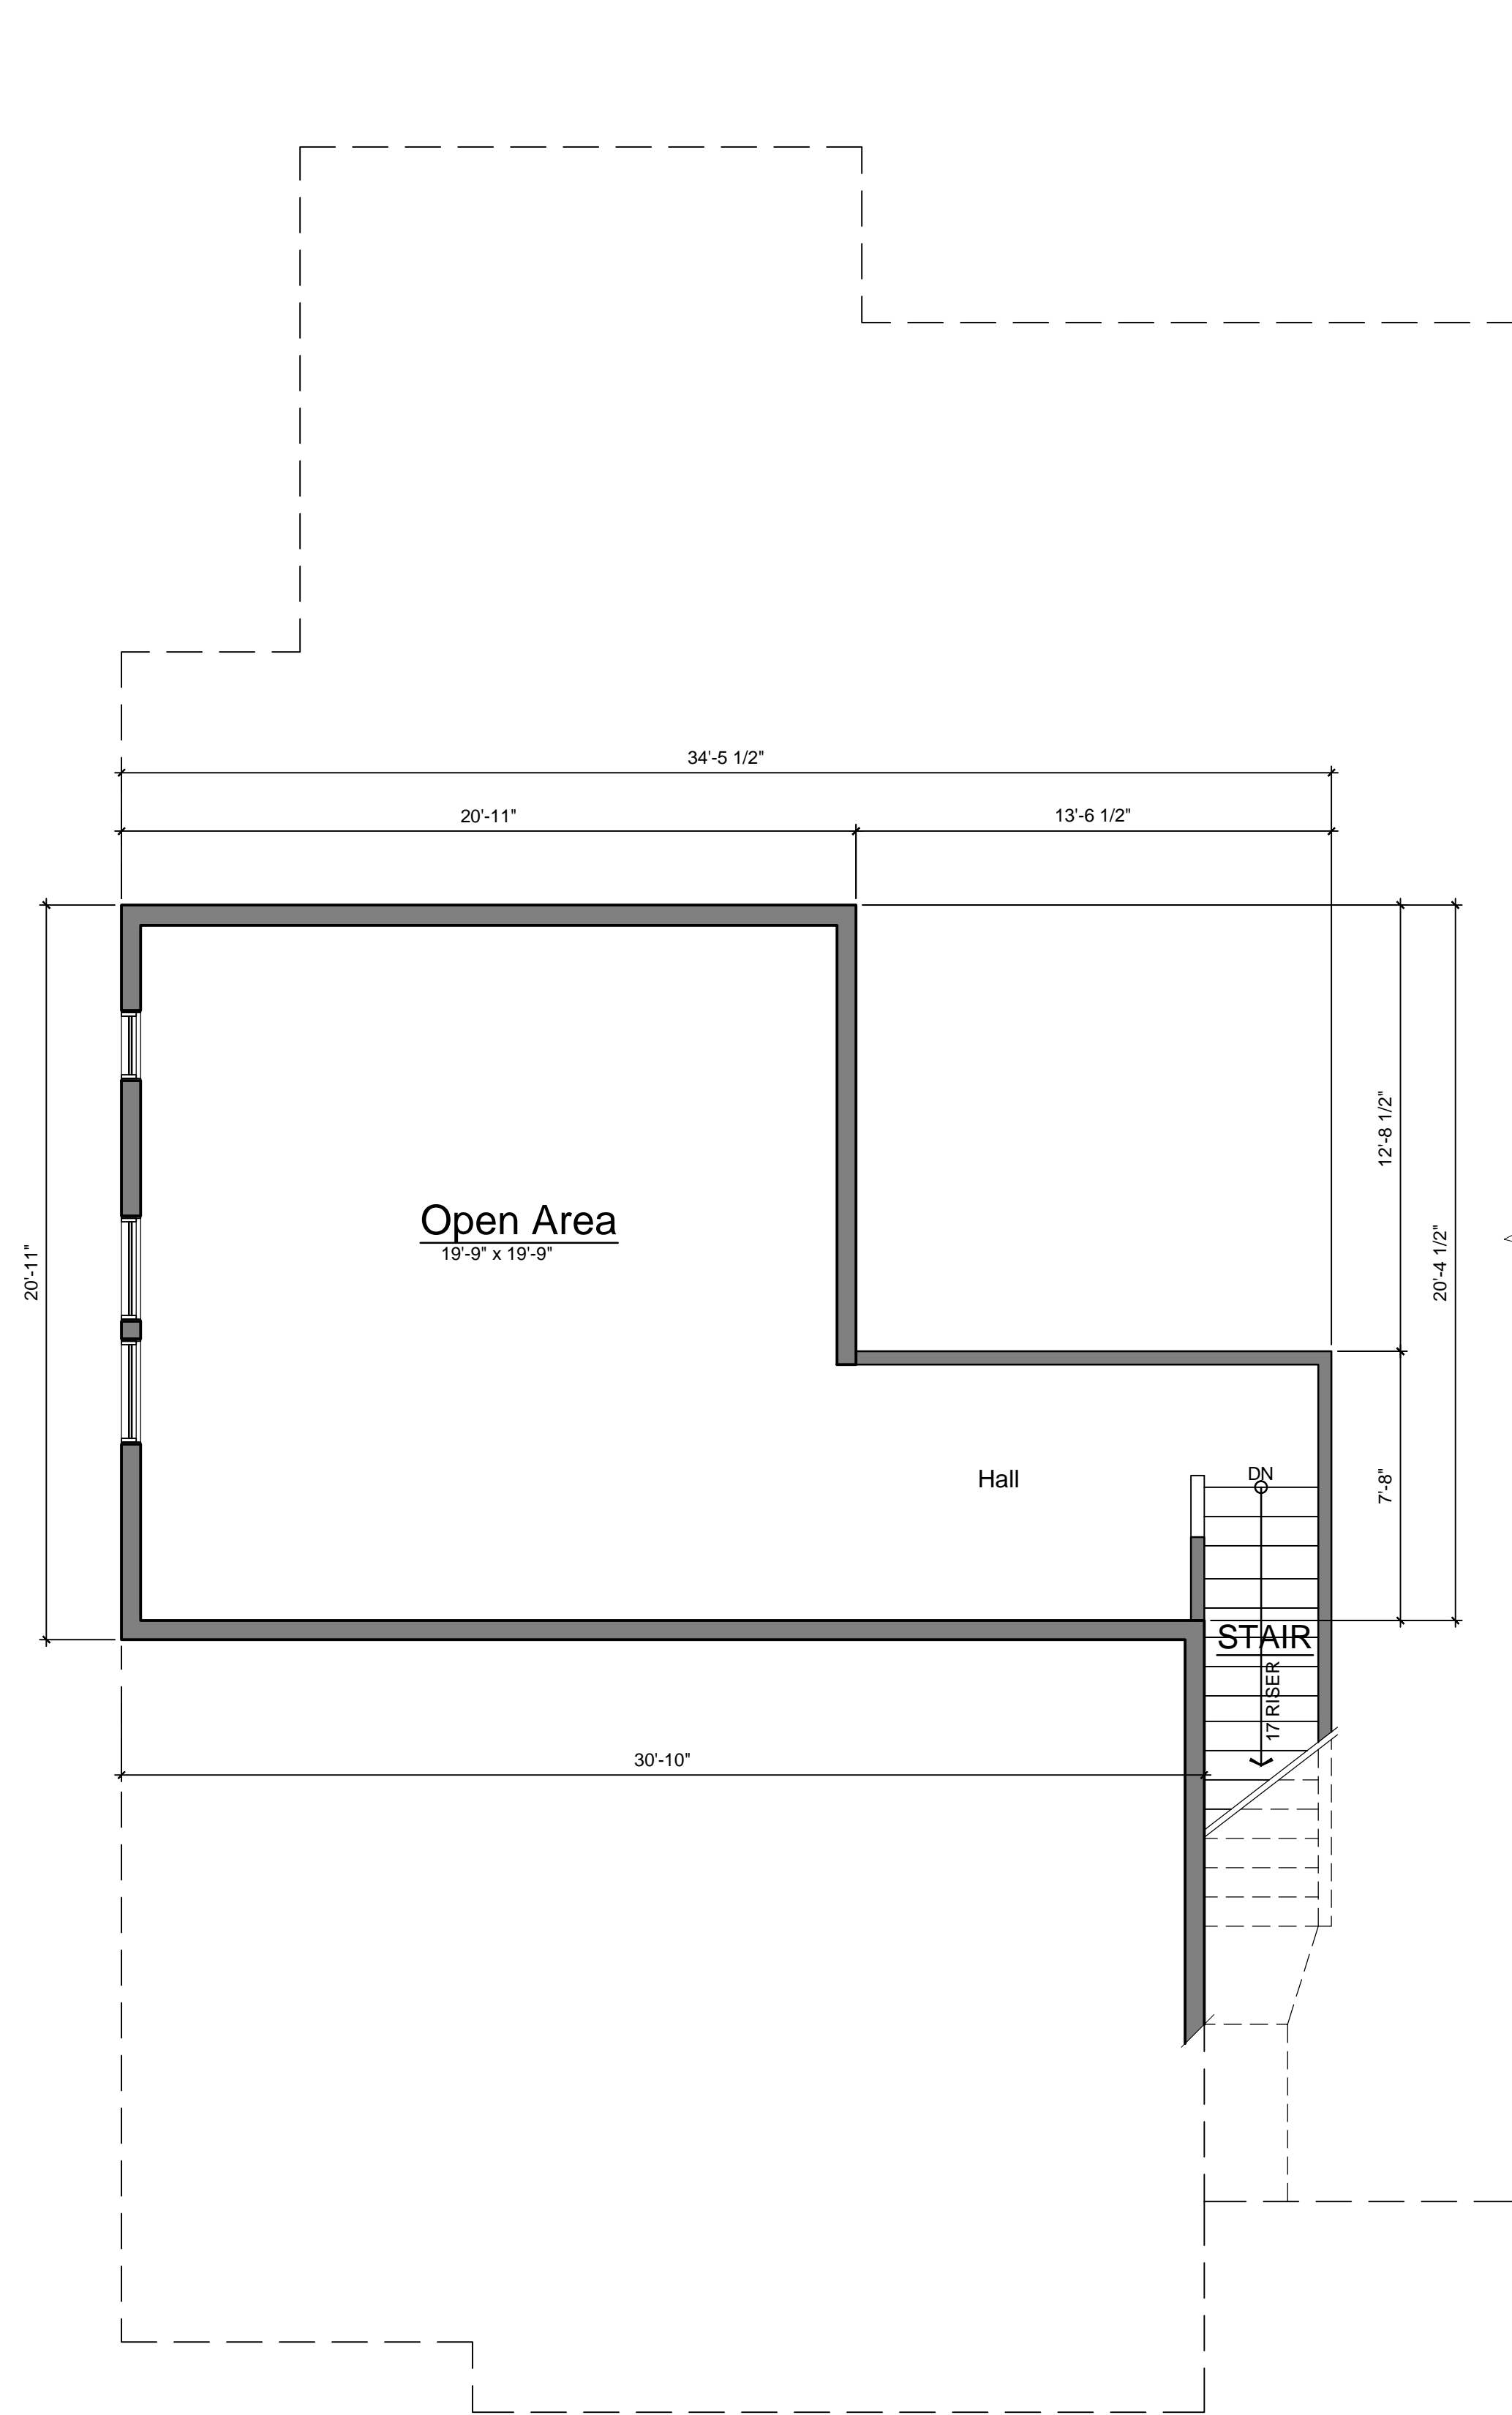 34'-5 1/2"
20'-11"
13'-6 1/2"
12'-8 1/2"
20'-11"
Open Area
19'-9" x 19'-9"
20'-4 1/2"
Hall
DN
7'-8"
STAIR
17 RISER
30'-10"